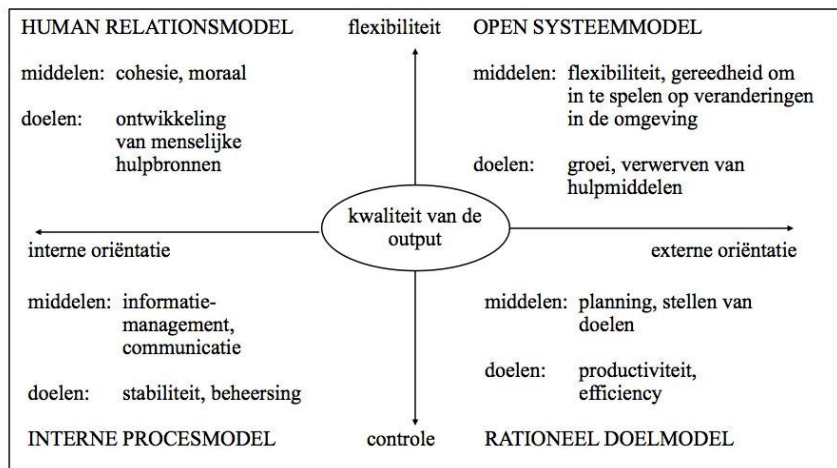 HUMAN RELATIONSMODEL
middelen: cohesie, moraal
doelen: ontwikkeling
van menselijke
hulpbronnen
flexibiliteit
OPEN SYSTEEMMODEL
middelen: flexibiliteit, gereedheid om
in te spelen op veranderingen
in de omgeving
doelen: groei, verwerven van
hulpmiddelen
kwaliteit van de
output
interne oriëntatie
externe oriëntatie
middelen: informatie-
management,
communicatie
doelen: stabiliteit, beheersing
INTERNE PROCESMODEL
controle
middelen: planning, stellen van
doelen
doelen: productiviteit,
efficiency
RATIONEEL DOELMODEL